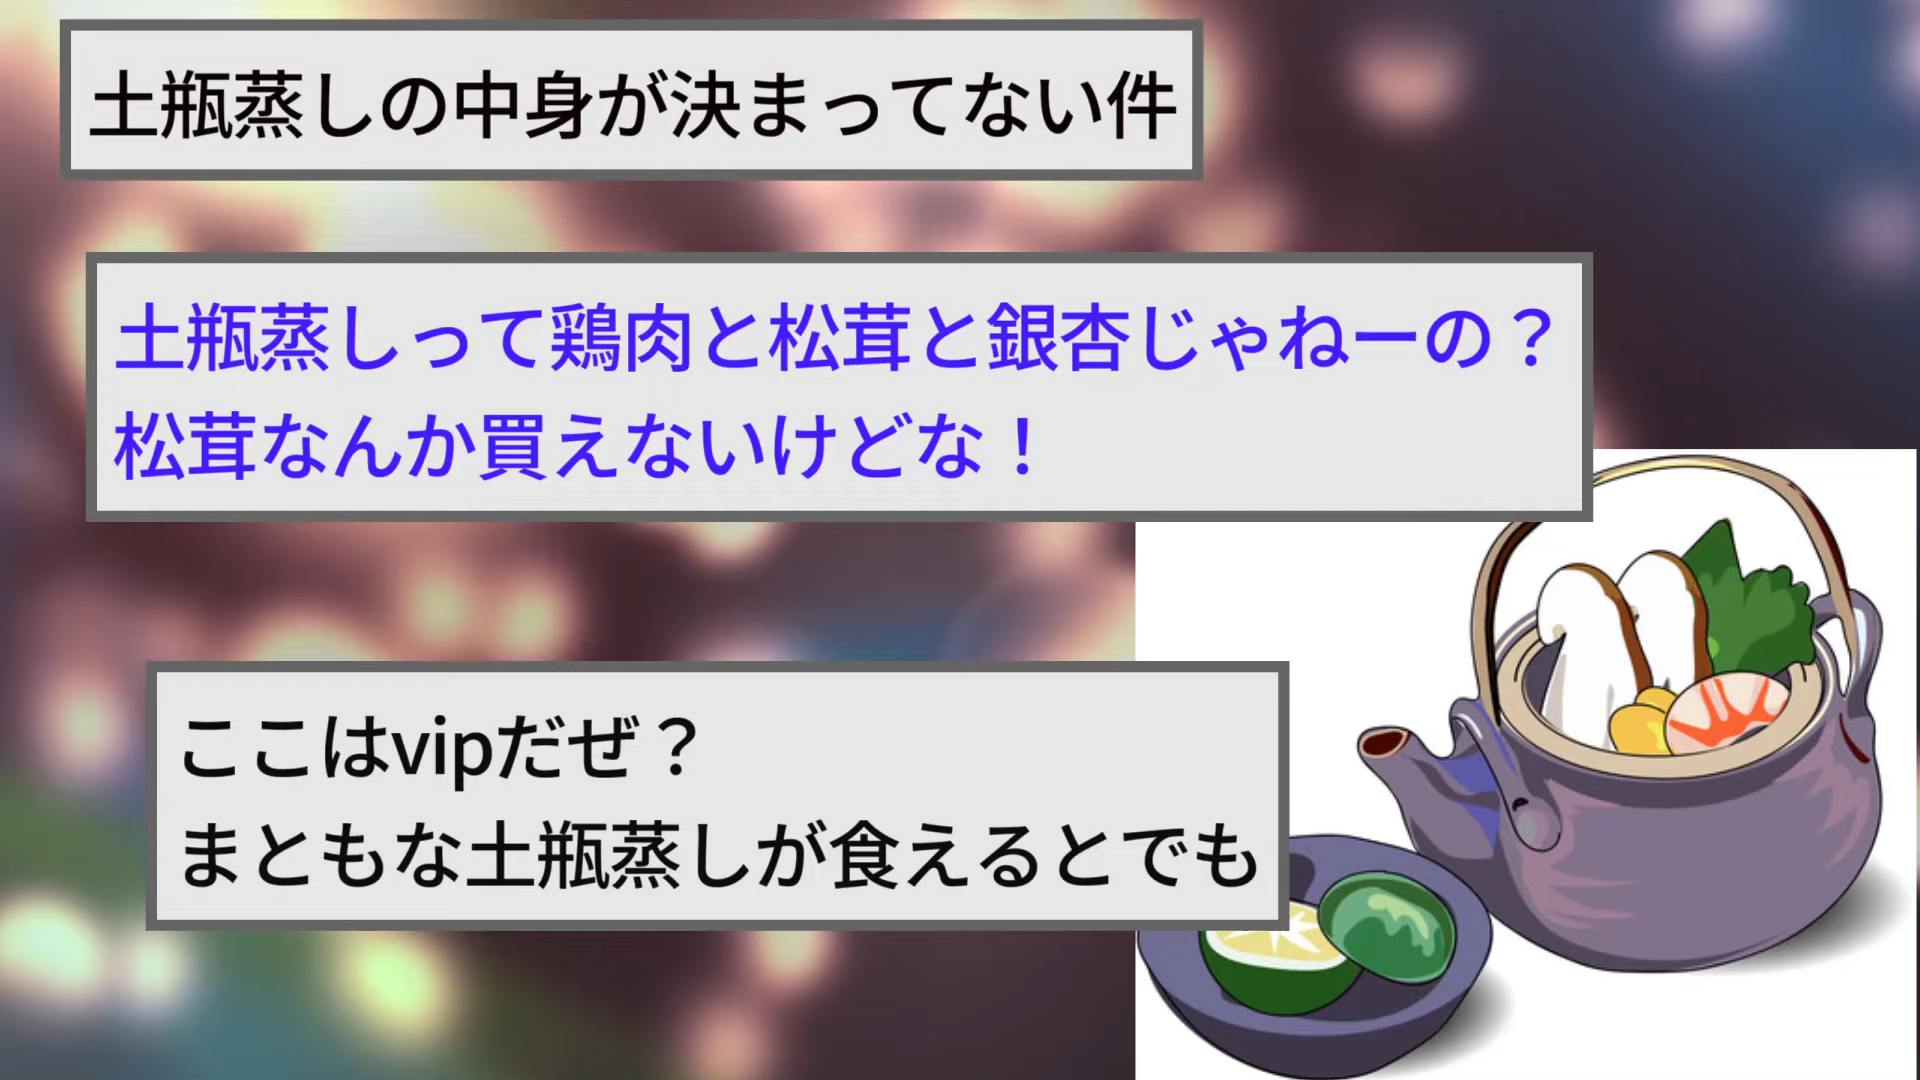 土瓶蒸しの中身が決まってない件
土瓶蒸しって鶏肉と松茸と銀杏じゃねーの？
松茸なんか買えないけどな！
ここはvipだぜ？
まともな土瓶蒸しが食えるとでも